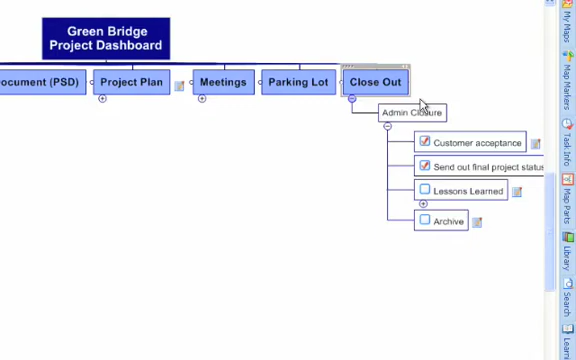 Green Bridge
Project Dashboard
ocument (PSD)
Project Plan
Meetings
Parking Lot
Close Out
Admin Closure
Customer acceptance
Send out final project status
Lessons Learned
Archive
My Maps
Map Markers
Task Info
Map Parts
Library
Search
Learn